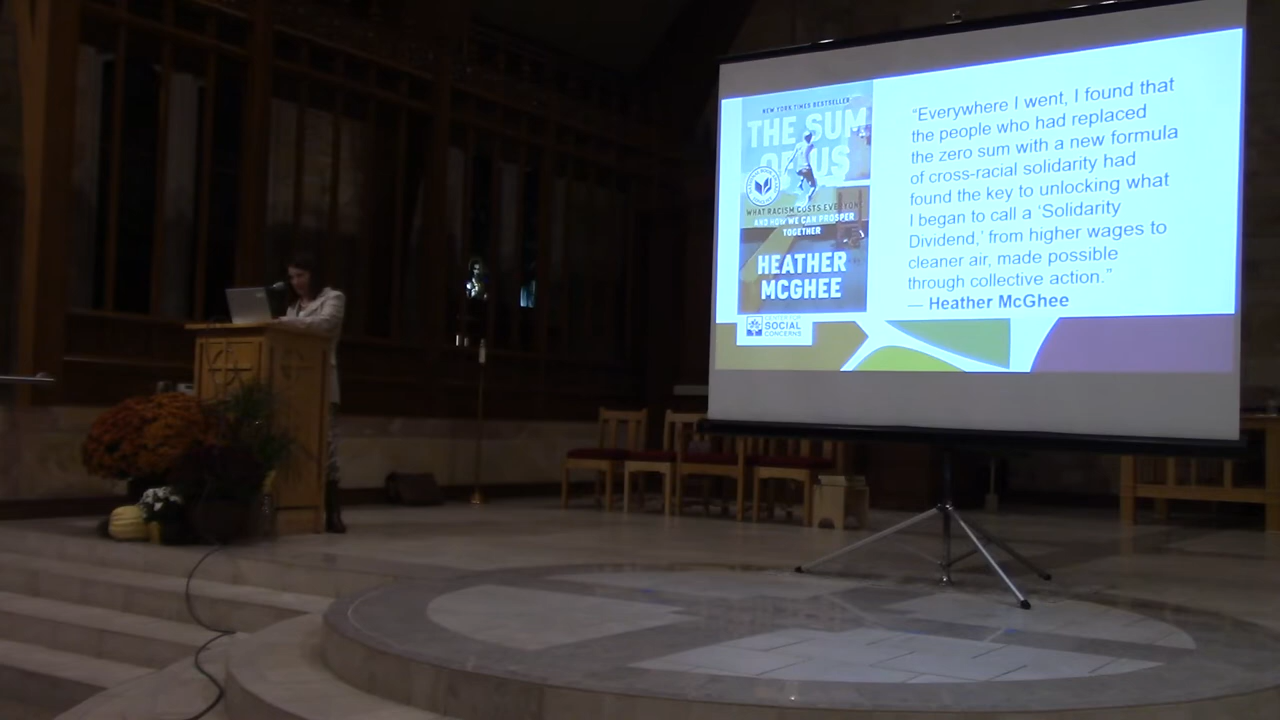 NEW YORK TIMES BESTSELLER
THE SUM
OF US
WHAT RACISM COSTS EVERYONE
AND HOW WE CAN PROSPER
TOGETHER
HEATHER
MCGHEE
CENTER FOR
SOCIAL
CONCERNS
“Everywhere I went, I found that
the people who had replaced
the zero sum with a new formula
of cross-racial solidarity had
found the key to unlocking what
I began to call a ‘Solidarity
Dividend,’ from higher wages to
cleaner air, made possible
through collective action.”
— Heather McGhee